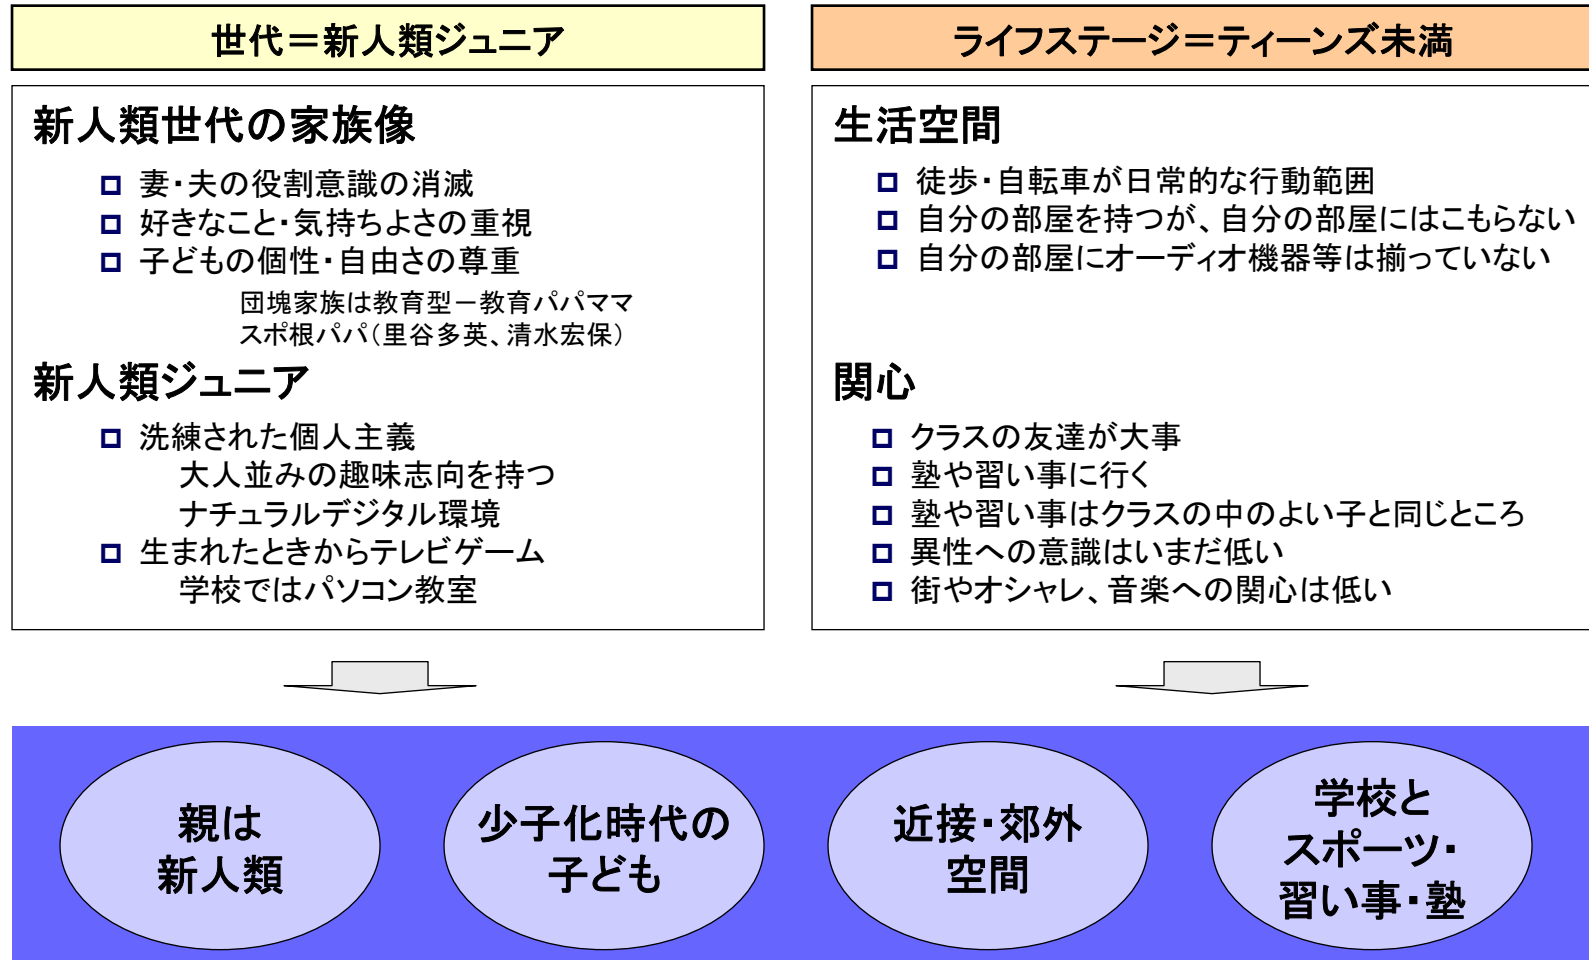 世代＝新人類ジュニア
新人類世代の家族像
妻・夫の役割意識の消滅
好きなこと・気持ちよさの重視
子どもの個性・自由さの尊重
団塊家族は教育型－教育パパママ
スポ根パパ（里谷多英、清水宏保）
新人類ジュニア
洗練された個人主義
大人並みの趣味志向を持つ
ナチュラルデジタル環境
生まれたときからテレビゲーム
学校ではパソコン教室
ライフステージ＝ティーンズ未満
生活空間
徒歩・自転車が日常的な行動範囲
自分の部屋を持つが、自分の部屋にはこもらない
自分の部屋にオーディオ機器等は揃っていない
関心
クラスの友達が大事
塾や習い事に行く
塾や習い事はクラスの中のよい子と同じところ
異性への意識はいまだ低い
街やオシャレ、音楽への関心は低い
親は
新人類
少子化時代の
子ども
近接・郊外
空間
学校と
スポーツ・
習い事・塾